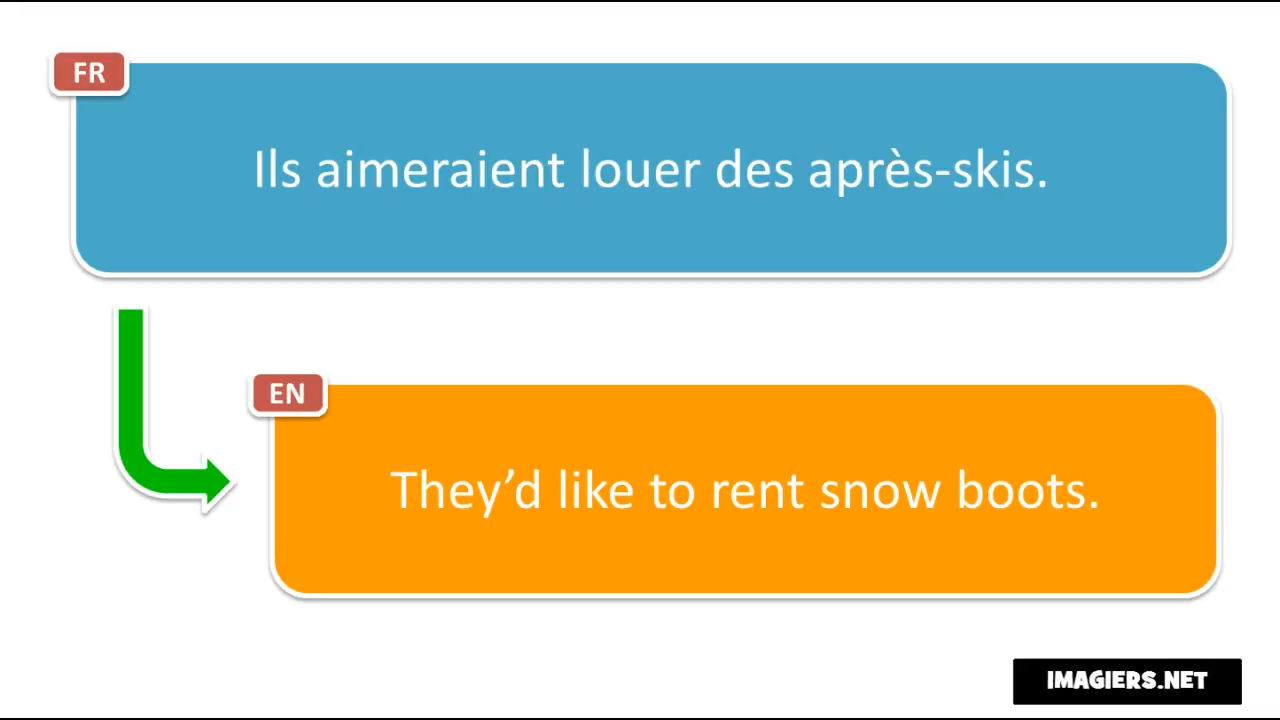 FR
Ils aimeraient louer des après-skis.
EN
They’d like to rent snow boots.
IMAGIERS.NET